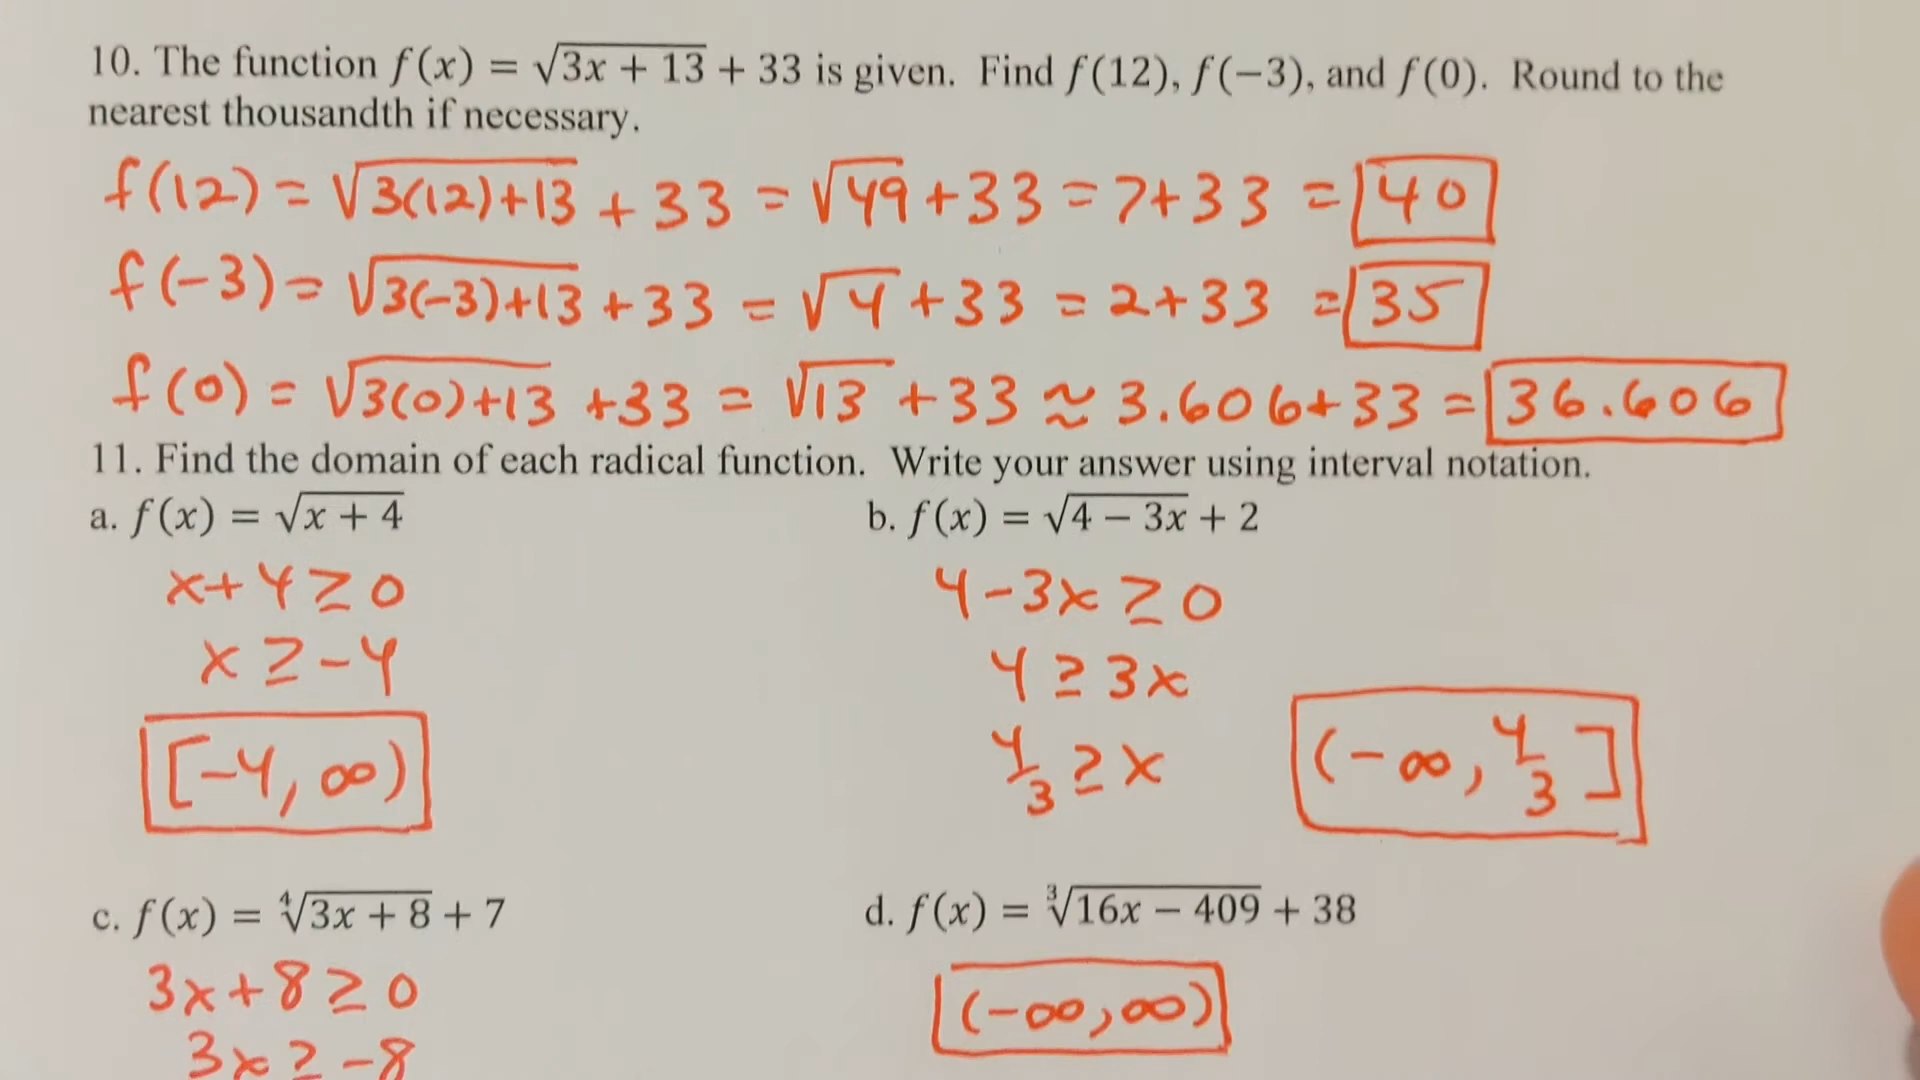 10. The function f(x) = √(3x + 13) + 33 is given. Find f(12), f(−3), and f(0). Round to the
nearest thousandth if necessary.
f(12) = √(3(12)+13) + 33 = √49 + 33 = 7+33 = 40
f(-3) = √(3(-3)+13) + 33 = √4 + 33 = 2+33 = 35
f(0) = √(3(0)+13) + 33 = √13 + 33 ≈ 3.606+33 = 36.606
11. Find the domain of each radical function. Write your answer using interval notation.
a. f(x) = √(x + 4)
x+4≥0
x≥-4
[-4, ∞)
b. f(x) = √(4 − 3x) + 2
4-3x≥0
4≥3x
4/3≥x
(-∞, 4/3]
c. f(x) = ∜(3x + 8) + 7
3x+8≥0
3x≥-8
d. f(x) = ∛(16x − 409) + 38
(-∞,∞)